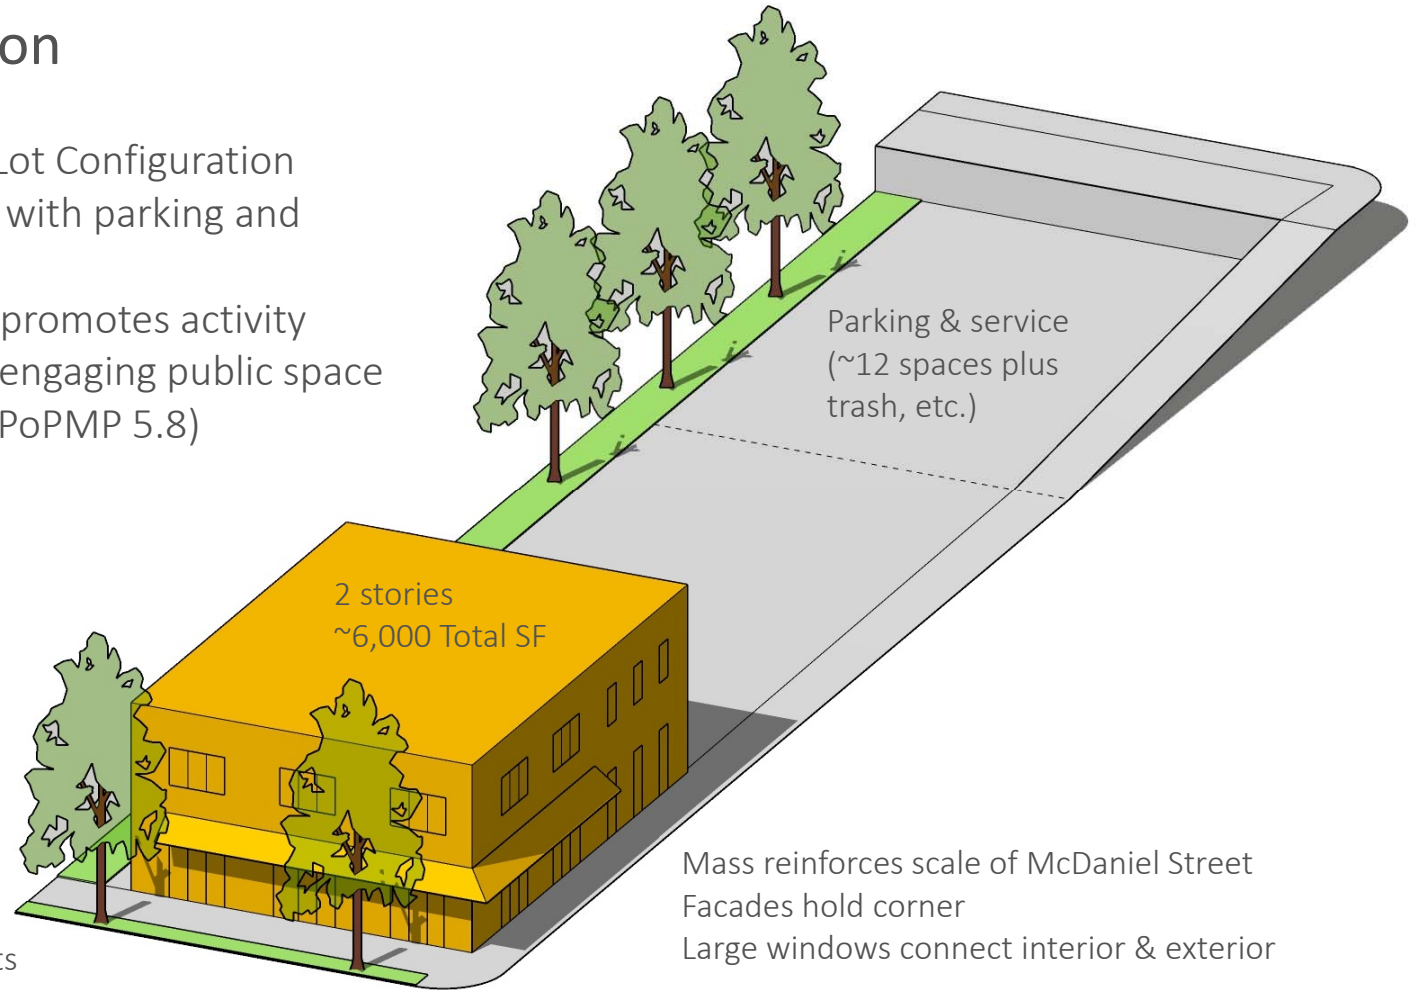 on
Lot Configuration
with parking and
promotes activity
engaging public space
PoPMP 5.8)
Parking & service
(~12 spaces plus
trash, etc.)
2 stories
~6,000 Total SF
Mass reinforces scale of McDaniel Street
Facades hold corner
Large windows connect interior & exterior
ts